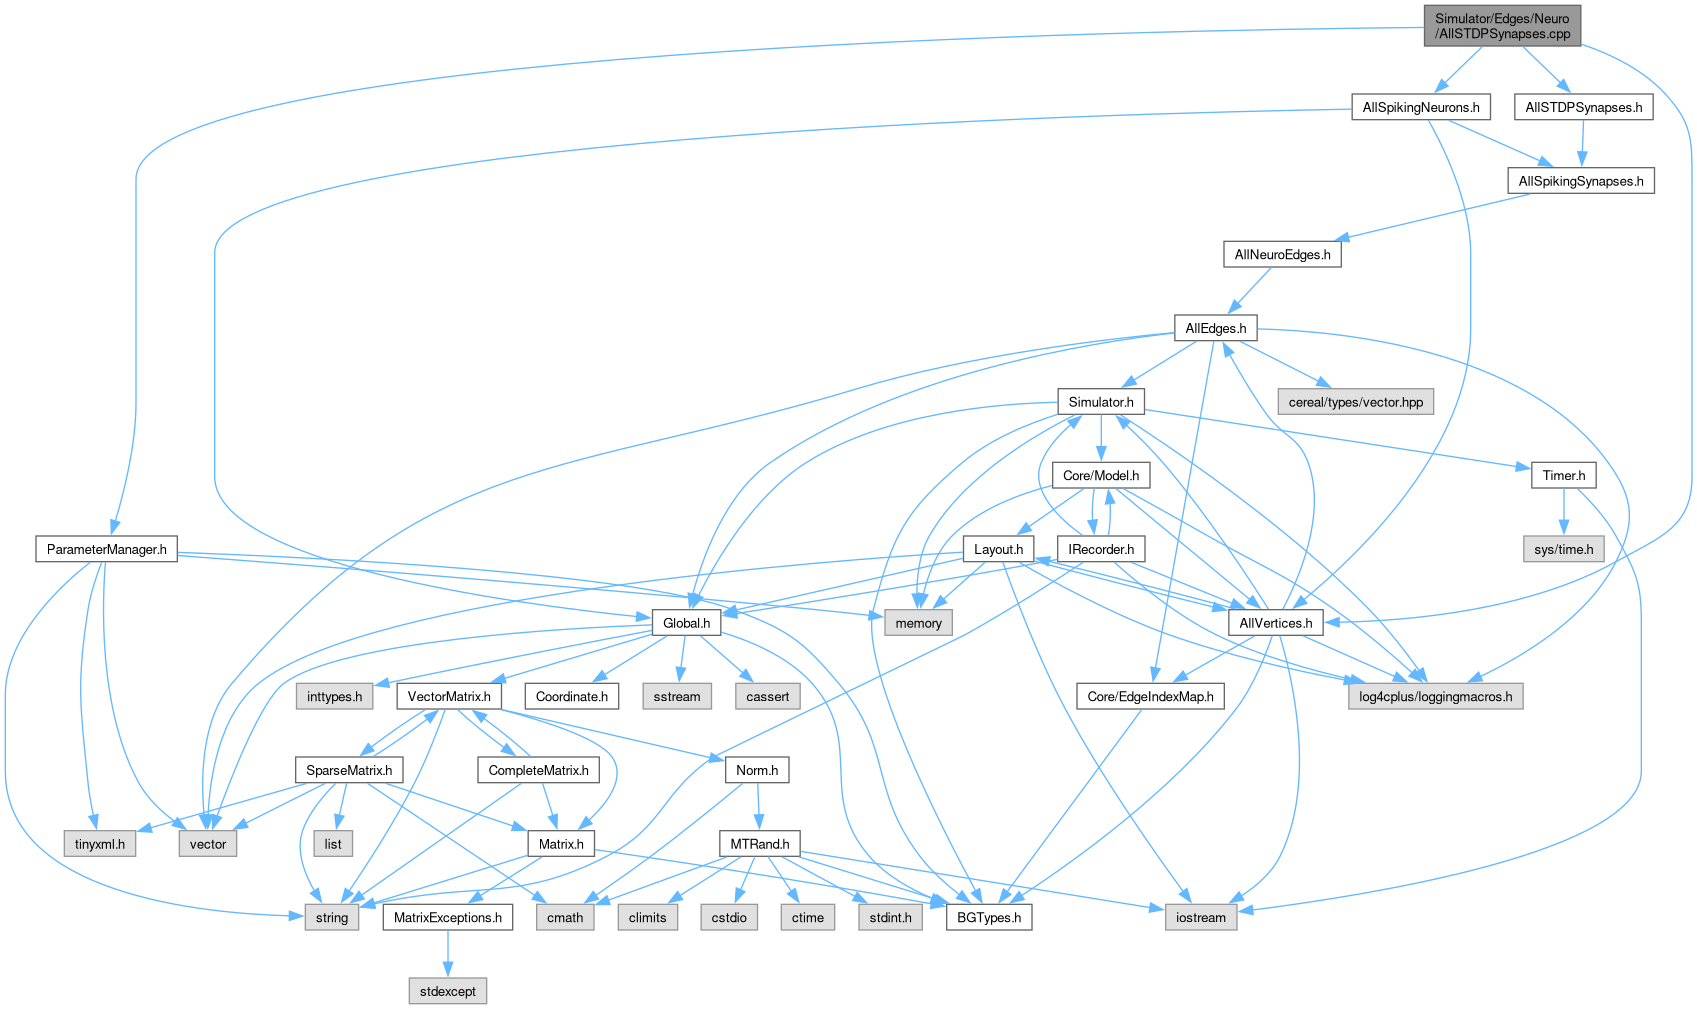 Simulator/Edges/Neuro
/AllSTDPSynapses.cpp
AllSpikingNeurons.h
AllSTDPSynapses.h
AllSpikingSynapses.h
AllNeuroEdges.h
AllEdges.h
Simulator.h
cereal/types/vector.hpp
Core/Model.h
Timer.h
ParameterManager.h
Layout.h
IRecorder.h
sys/time.h
Global.h
memory
AllVertices.h
inttypes.h
VectorMatrix.h
Coordinate.h
sstream
cassert
Core/EdgeIndexMap.h
log4cplus/loggingmacros.h
SparseMatrix.h
CompleteMatrix.h
Norm.h
tinyxml.h
vector
list
Matrix.h
MTRand.h
string
MatrixExceptions.h
cmath
climits
cstdio
ctime
stdint.h
BGTypes.h
iostream
stdexcept